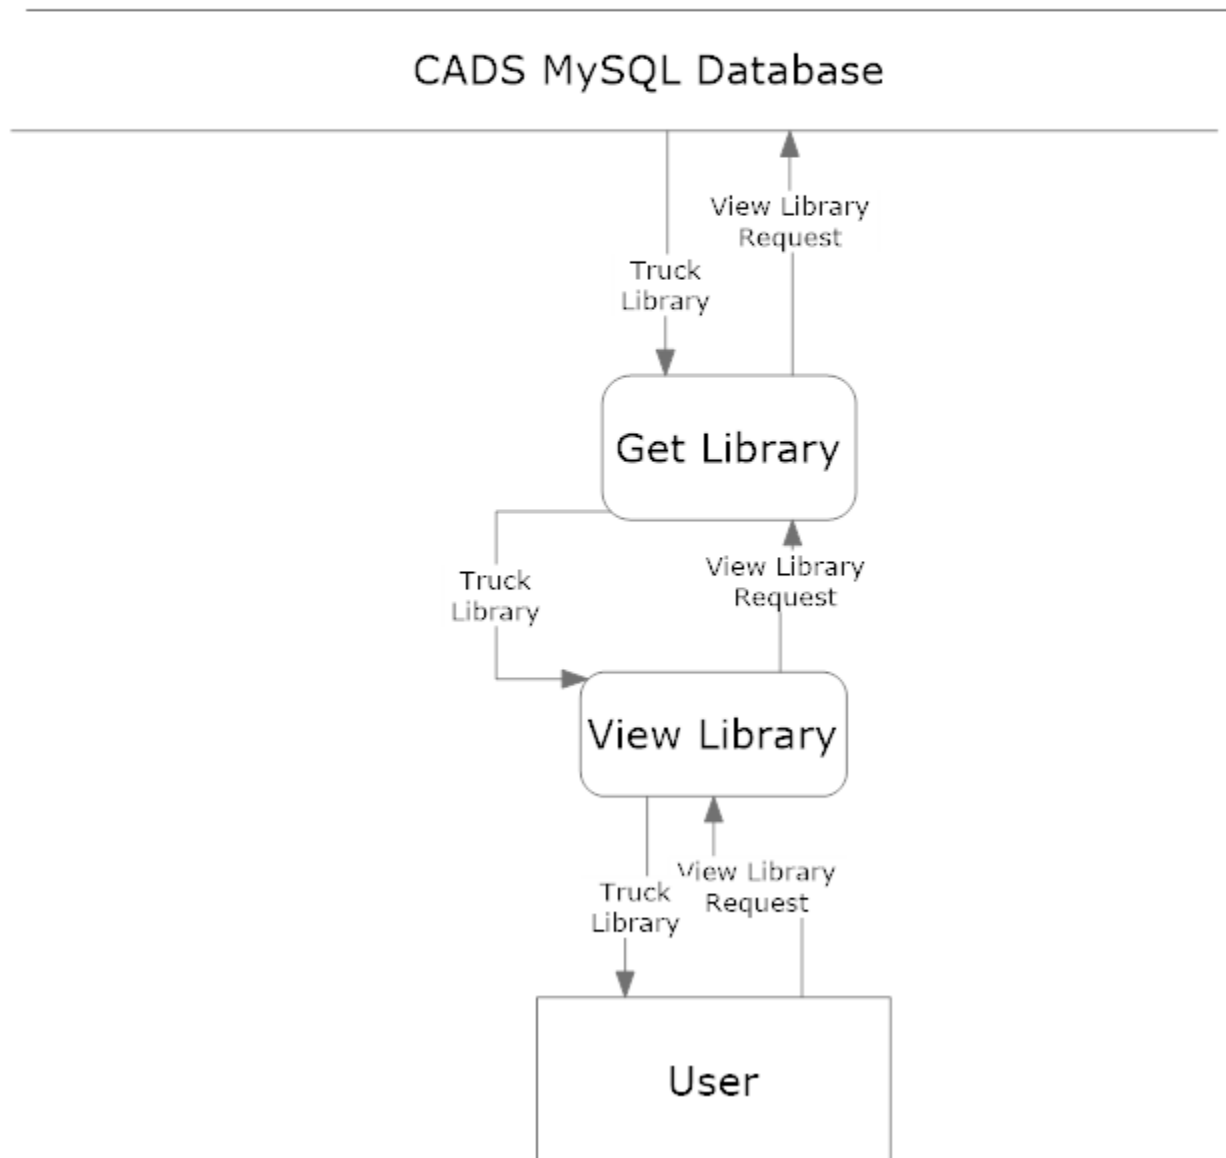 CADS MySQL Database
View Library
Request
Truck
Library
Get Library
View Library
Request
Truck
Library
View Library
View Library
Request
Truck
Library
User